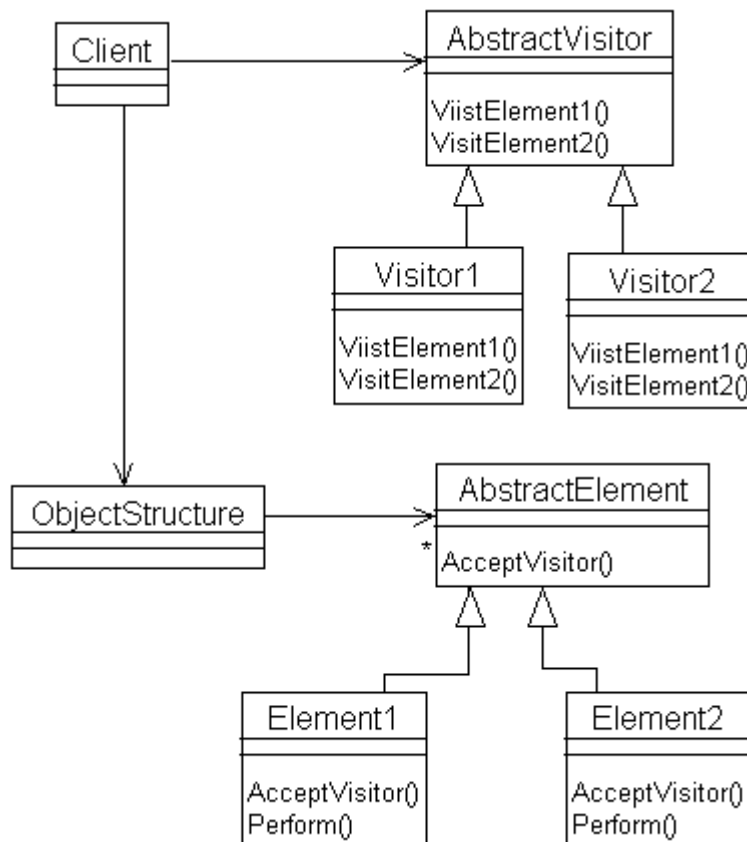 Client
AbstractVisitor
ViistElement1()
VisitElement2()
Visitor1
ViistElement1()
VisitElement2()
Visitor2
ViistElement1()
VisitElement2()
ObjectStructure
AbstractElement
*
AcceptVisitor()
Element1
AcceptVisitor()
Perform()
Element2
AcceptVisitor()
Perform()